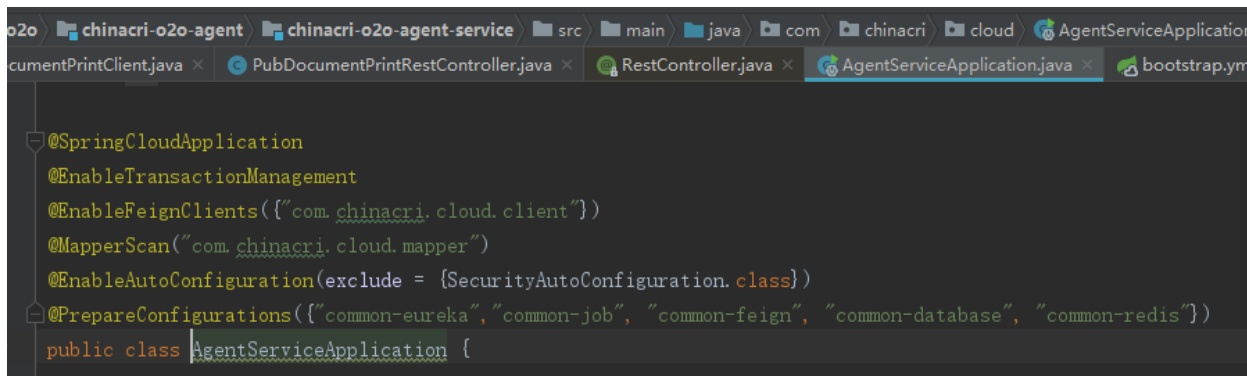 o2o chinacri-o2o-agent chinacri-o2o-agent-service src main java com chinacri cloud AgentServiceApplication
cumentPrintClient.java × PubDocumentPrintRestController.java × RestController.java × AgentServiceApplication.java × bootstrap.ym
@SpringCloudApplication
@EnableTransactionManagement
@EnableFeignClients({"com.chinacri.cloud.client"})
@MapperScan("com.chinacri.cloud.mapper")
@EnableAutoConfiguration(exclude = {SecurityAutoConfiguration.class})
@PrepareConfigurations({"common-eureka","common-job", "common-feign", "common-database", "common-redis"})
public class AgentServiceApplication {